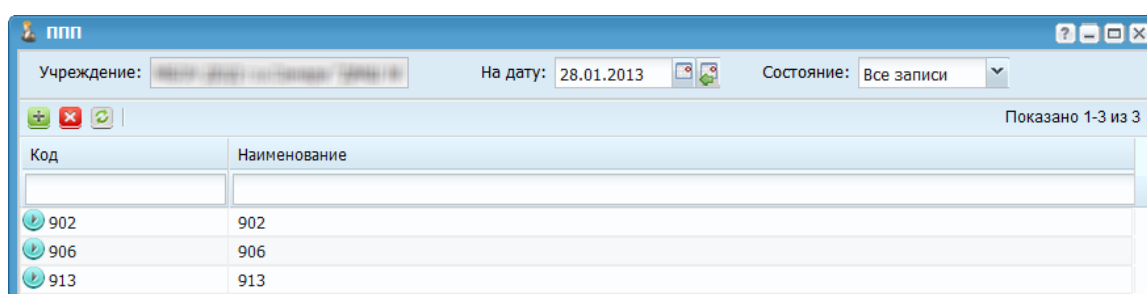 ППП
Учреждение: На дату: 28.01.2013 Состояние: Все записи
Показано 1-3 из 3
Код Наименование
902 902
906 906
913 913